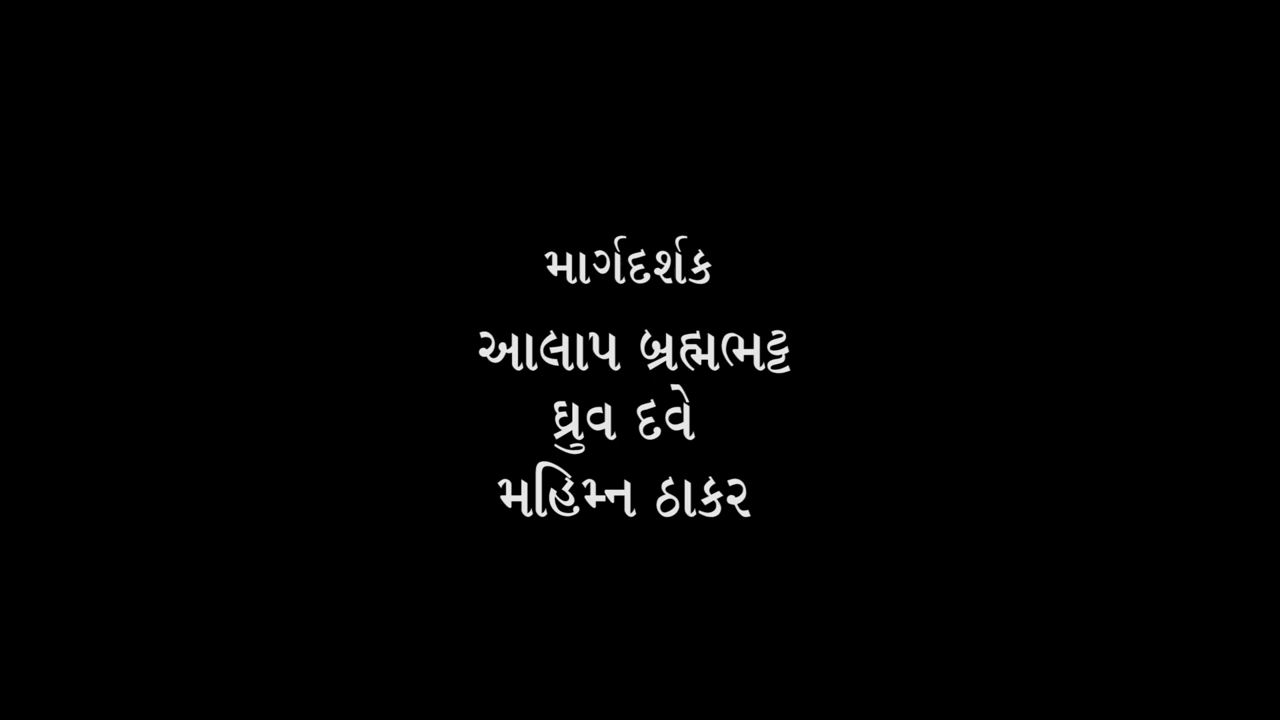 માર્ગદર્શક
આલાપ બ્રહ્મભટ્ટ
ધ્રુવ દવે
મહિમ્ન ઠાકર